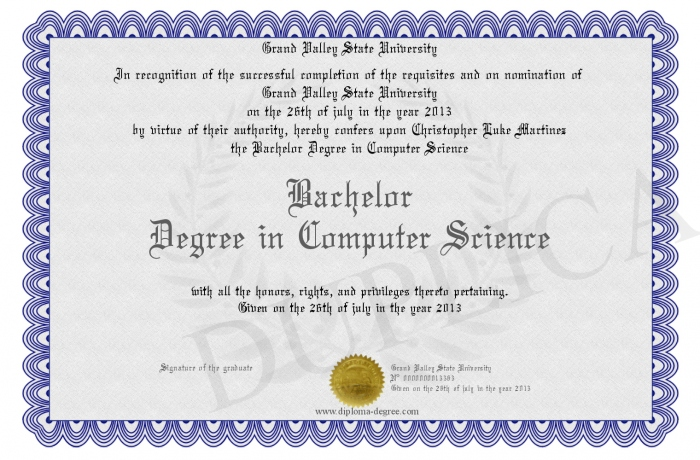 Grand Valley State University
In recognition of the successful completion of the requisites and on nomination of
Grand Valley State University
on the 26th of july in the year 2013
by virtue of their authority, hereby confers upon Christopher Luke Martinez
the Bachelor Degree in Computer Science
Bachelor
Degree in Computer Science
with all the honors, rights, and privileges thereto pertaining.
Given on the 26th of july in the year 2013
DUPLICA
Signature of the graduate
Grand Valley State University
Given on the 28th of july in the year 2013
www.diploma-degree.com